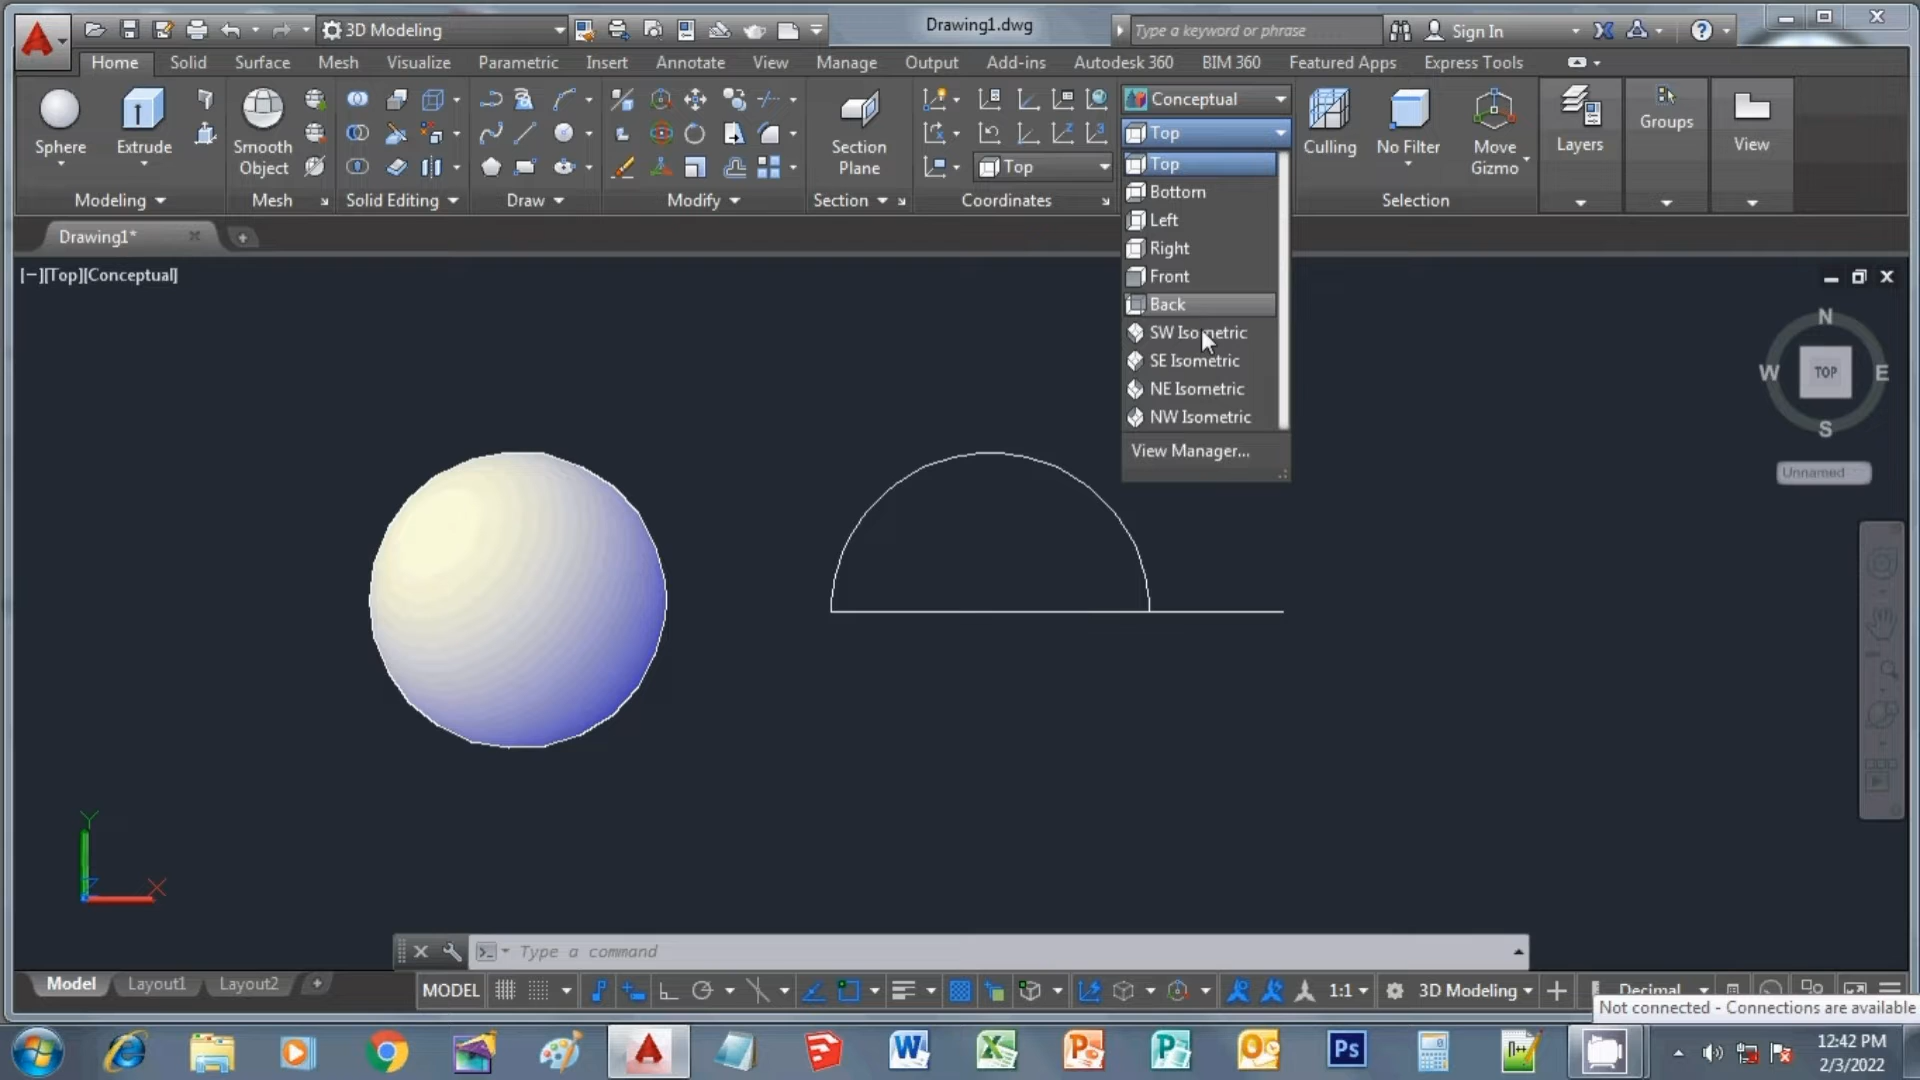 3D Modeling
Drawing1.dwg
Type a keyword or phrase
Sign In
Home Solid Surface Mesh Visualize Parametric Insert Annotate View Manage Output Add-ins Autodesk 360 BIM 360 Featured Apps Express Tools
Sphere
Extrude
Smooth
Object
Section
Plane
Top
Conceptual
Top
Culling
No Filter
Move
Gizmo
Layers
Groups
View
Modeling
Mesh
Solid Editing
Draw
Modify
Section
Coordinates
Selection
Top
Bottom
Left
Right
Front
Back
SW Isometric
SE Isometric
NE Isometric
NW Isometric
View Manager...
Drawing1*
[−][Top][Conceptual]
N
W TOP E
S
Unnamed
Y
Z X
Type a command
Model Layout1 Layout2
MODEL
1:1
3D Modeling
Decimal
Not connected - Connections are available
12:42 PM
2/3/2022